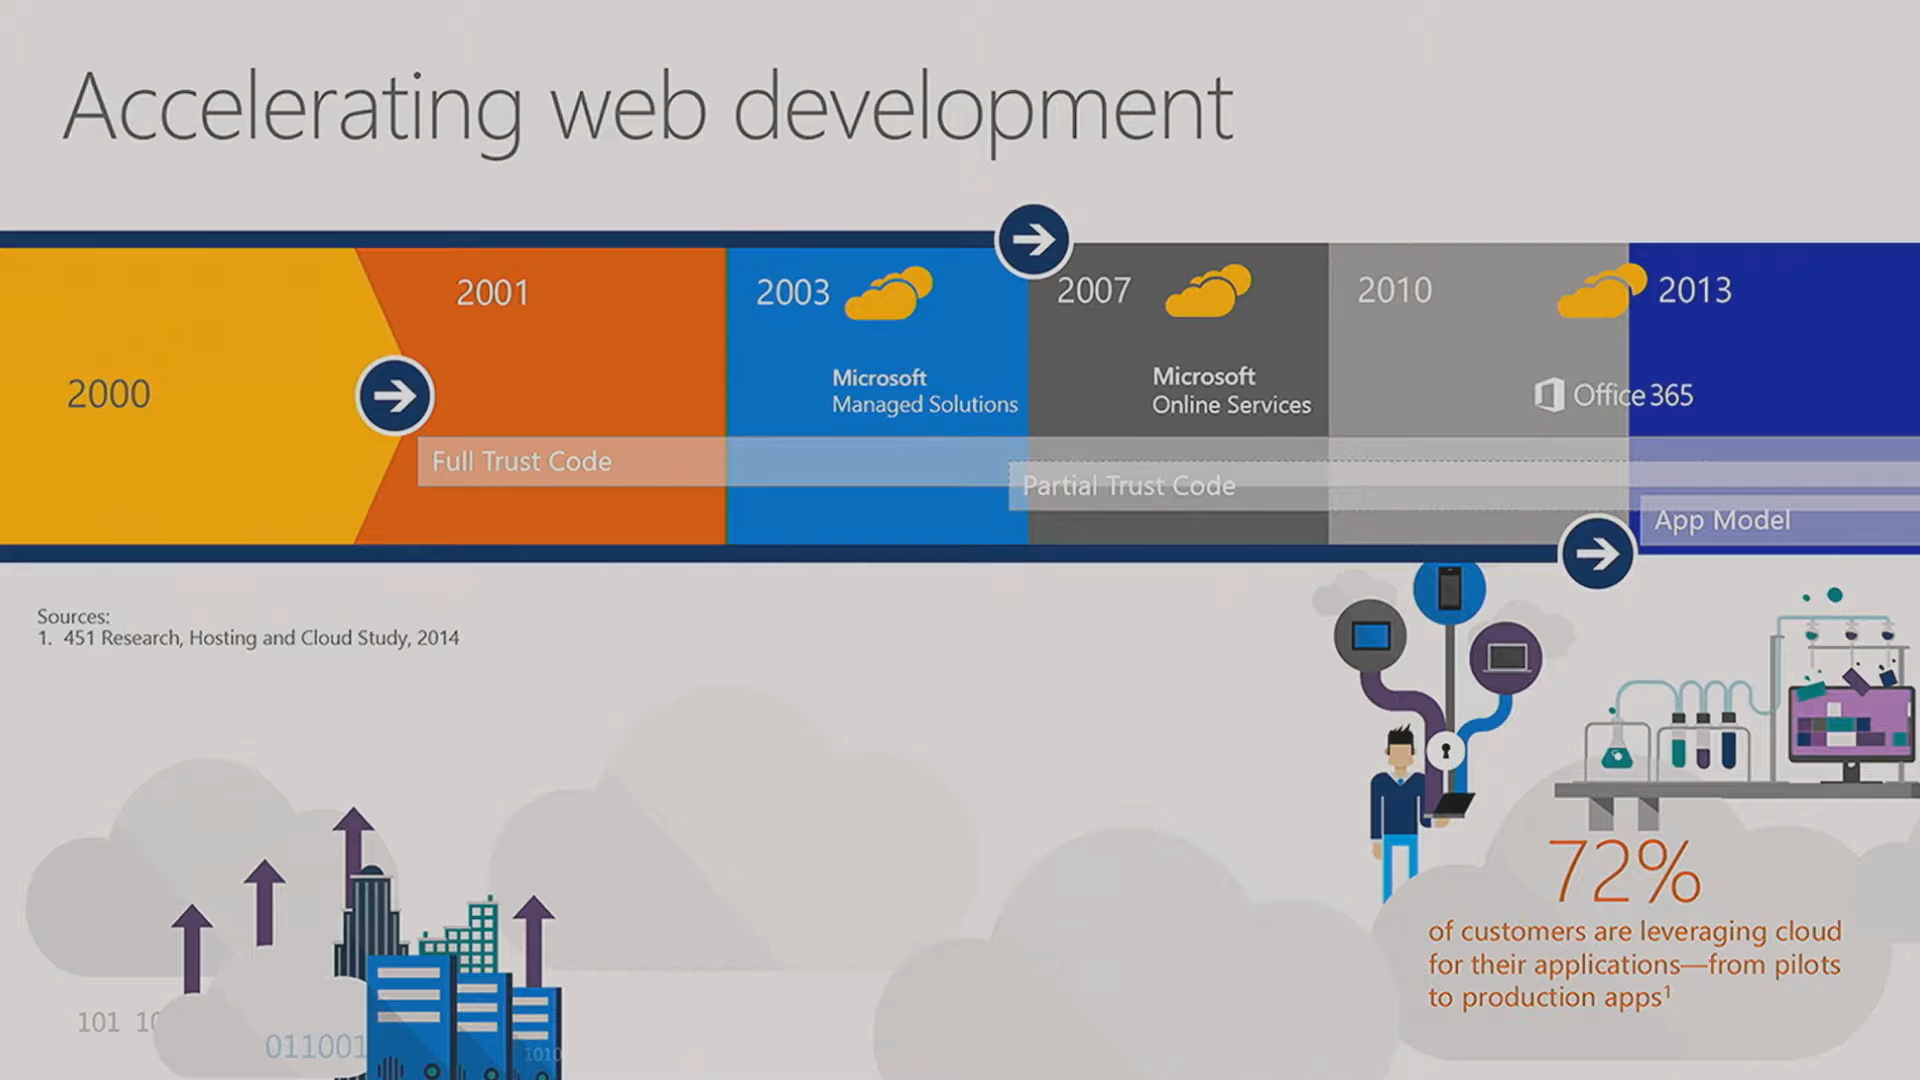 Accelerating web development
2000
2001
2003
2007
2010
2013
Microsoft
Managed Solutions
Microsoft
Online Services
Office 365
Full Trust Code
Partial Trust Code
App Model
Sources:
1. 451 Research, Hosting and Cloud Study, 2014
72%
of customers are leveraging cloud
for their applications—from pilots
to production apps¹
101 10
011001
1010